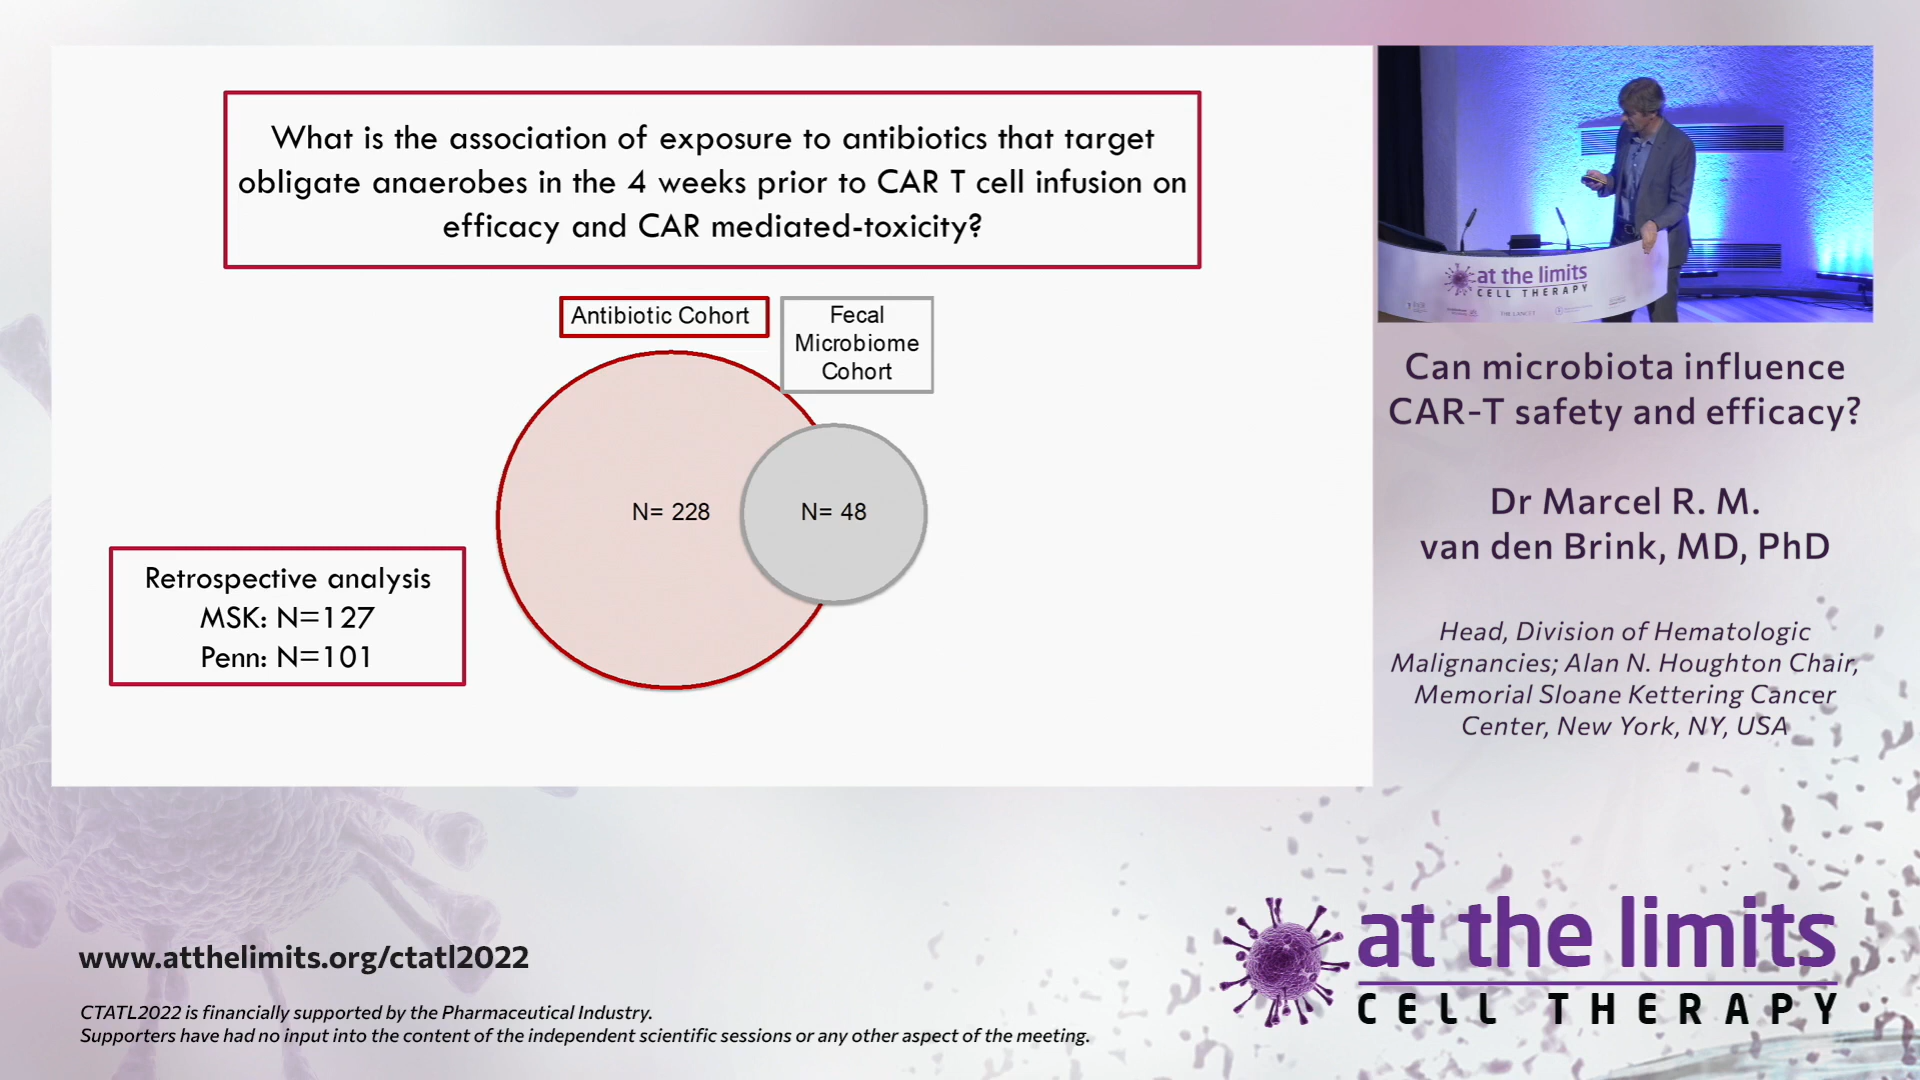 What is the association of exposure to antibiotics that target
obligate anaerobes in the 4 weeks prior to CAR T cell infusion on
efficacy and CAR mediated-toxicity?
Antibiotic Cohort
Fecal
Microbiome
Cohort
N= 228
N= 48
Retrospective analysis
MSK: N=127
Penn: N=101
at the limits
CELL THERAPY
THE LANCET
Can microbiota influence
CAR-T safety and efficacy?
Dr Marcel R. M.
van den Brink, MD, PhD
Head, Division of Hematologic
Malignancies; Alan N. Houghton Chair,
Memorial Sloane Kettering Cancer
Center, New York, NY, USA
www.atthelimits.org/ctatl2022
CTATL2022 is financially supported by the Pharmaceutical Industry.
Supporters have had no input into the content of the independent scientific sessions or any other aspect of the meeting.
at the limits
CELL THERAPY